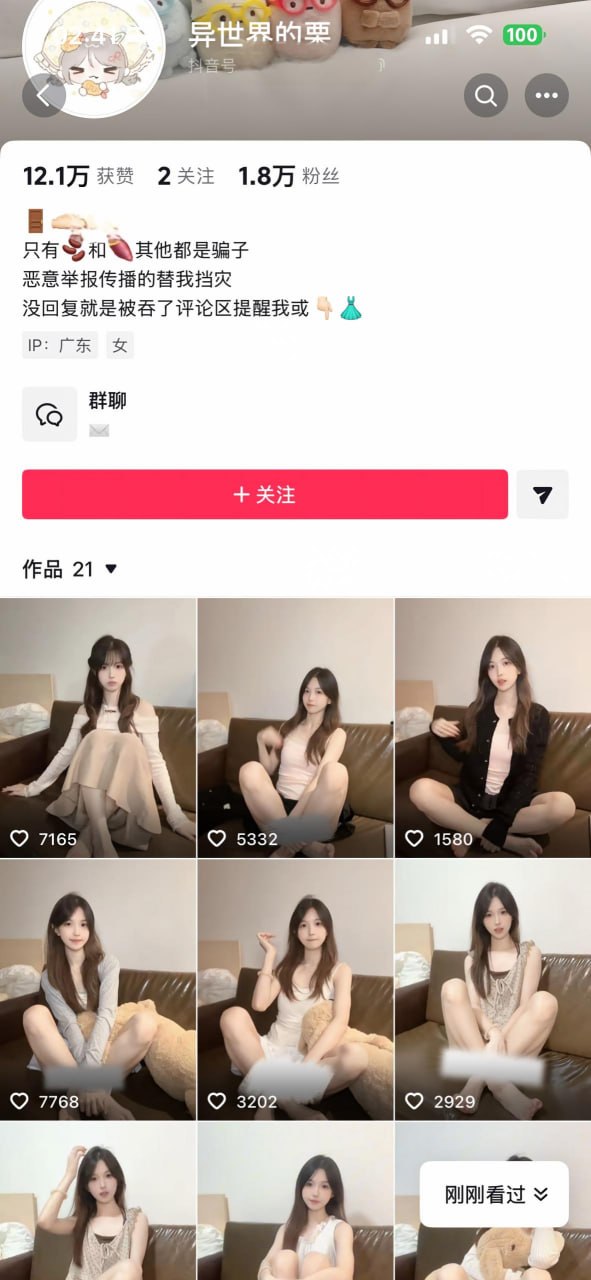 异世界的栗
100
抖音号
12.1万 获赞 2 关注 1.8万 粉丝
只有🫘和🍠其他都是骗子
恶意举报传播的替我挡灾
没回复就是被吞了评论区提醒我或👇🏻👗
IP：广东 女
群聊
+ 关注
作品 21
7165
5332
1580
7768
3202
2929
刚刚看过